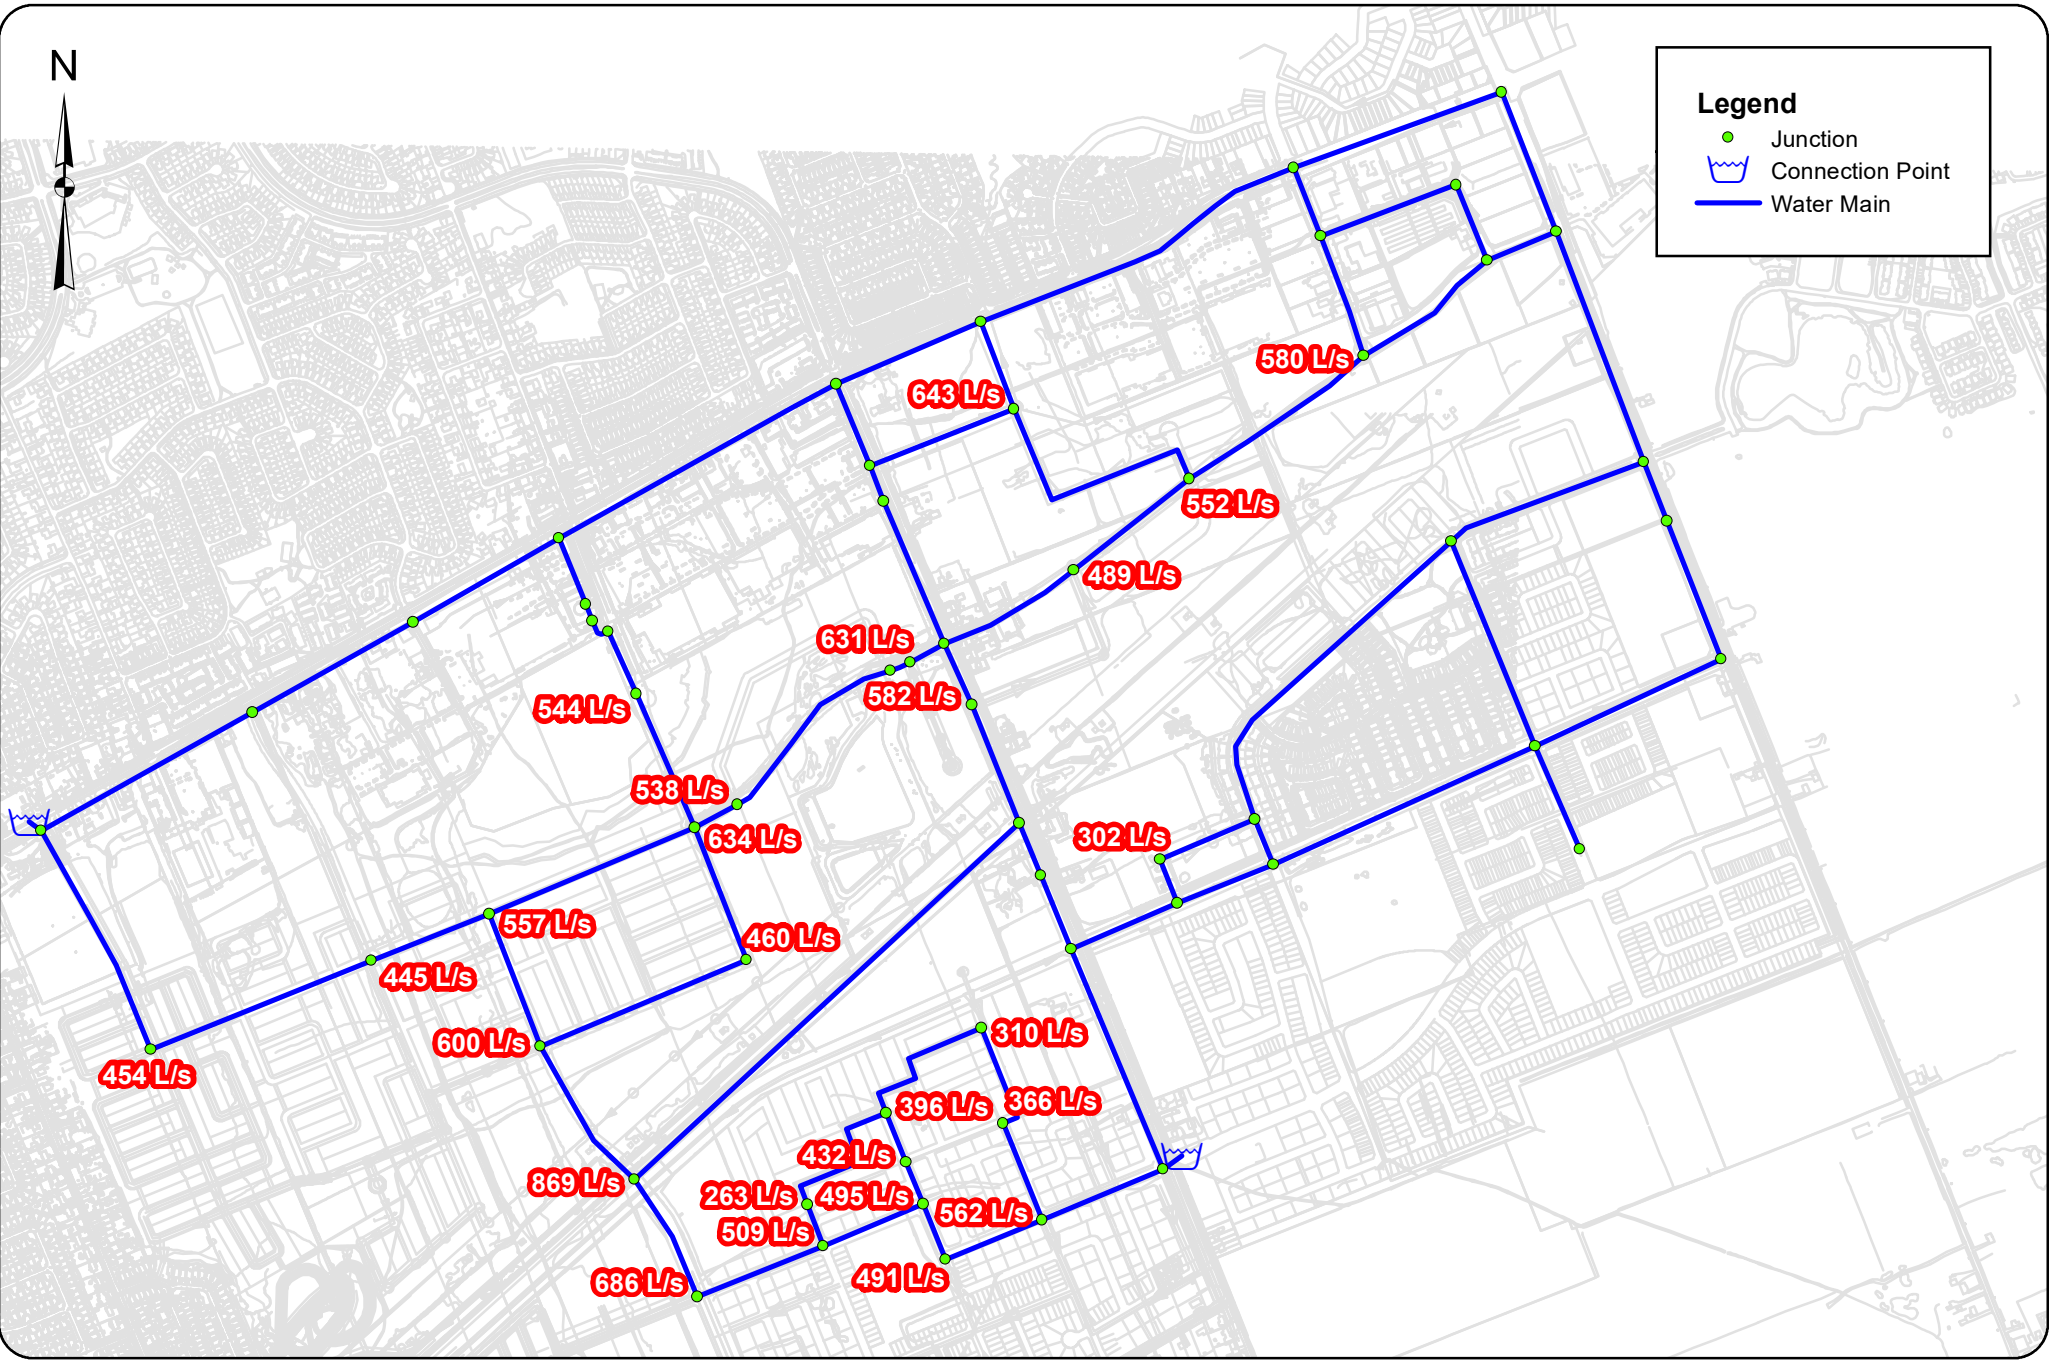 N
Legend
Junction
Connection Point
Water Main
580 L/s
643 L/s
552 L/s
489 L/s
631 L/s
582 L/s
544 L/s
538 L/s
634 L/s
302 L/s
557 L/s
460 L/s
445 L/s
600 L/s
310 L/s
454 L/s
396 L/s
366 L/s
432 L/s
869 L/s
263 L/s
495 L/s
562 L/s
509 L/s
686 L/s
491 L/s